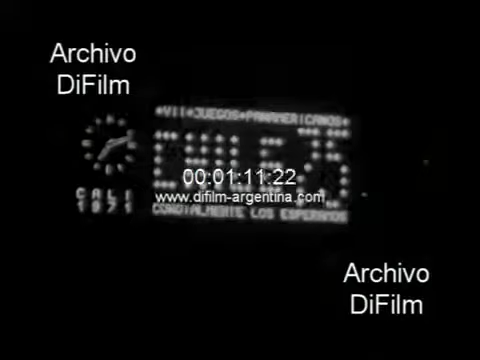 Archivo
DiFilm
*VII*JUEGOS*PANAMERICANOS*
CHILE75
CALI
1971
00:01:11:22
www.difilm-argentina.com
CORDIALMENTE LOS ESPERAMOS
Archivo
DiFilm